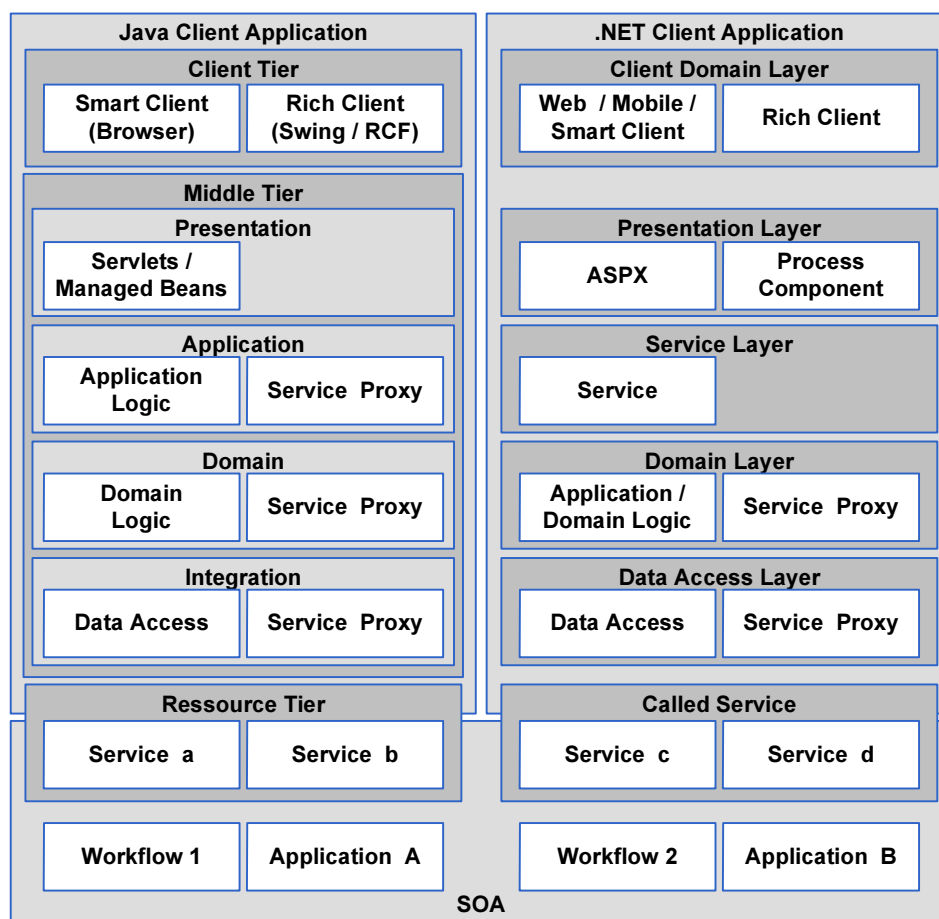 Java Client Application
Client Tier
Smart Client
(Browser)
Rich Client
(Swing / RCF)
Middle Tier
Presentation
Servlets /
Managed Beans
Application
Application
Logic
Service Proxy
Domain
Domain
Logic
Service Proxy
Integration
Data Access
Service Proxy
Ressource Tier
Service a
Service b
Workflow 1
Application A
.NET Client Application
Client Domain Layer
Web / Mobile /
Smart Client
Rich Client
Presentation Layer
ASPX
Process
Component
Service Layer
Service
Domain Layer
Application /
Domain Logic
Service Proxy
Data Access Layer
Data Access
Service Proxy
Called Service
Service c
Service d
Workflow 2
Application B
SOA